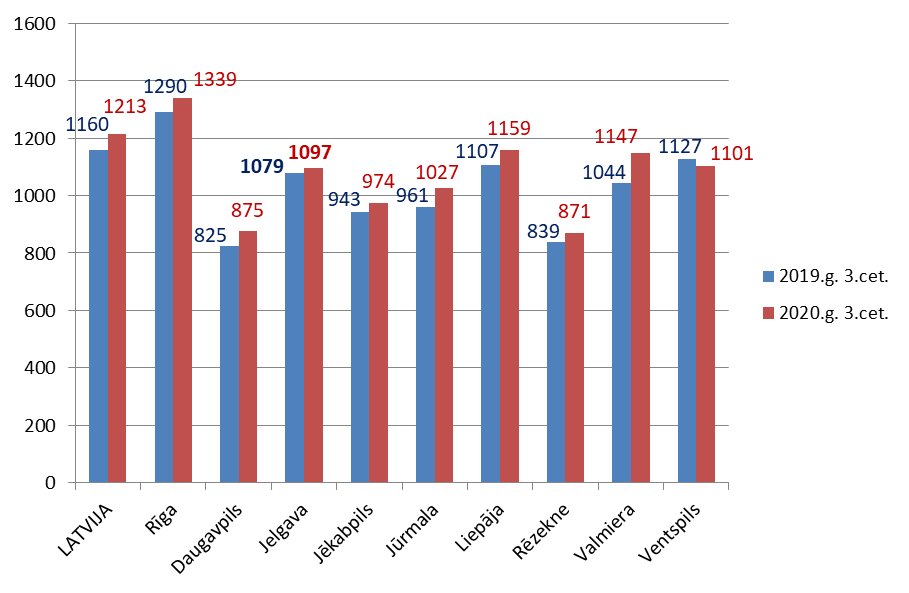 1600
1400
1200
1000
800
600
400
200
0
1160 1213
1290 1339
825 875
1079 1097
943 974
961 1027
1107 1159
839 871
1044 1147
1127 1101
LATVIJA
Rīga
Daugavpils
Jelgava
Jēkabpils
Jūrmala
Liepāja
Rēzekne
Valmiera
Ventspils
2019.g. 3.cet.
2020.g. 3.cet.